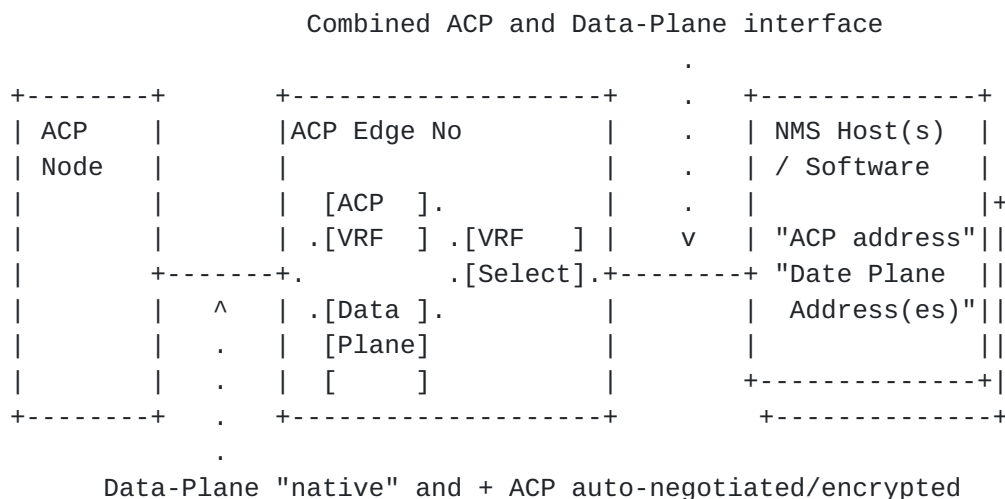 Combined ACP and Data-Plane interface
.
+--------+       +--------------------+   .   +--------------+
| ACP    |       |ACP Edge No         |   .   | NMS Host(s)  |
| Node   |       |                    |   .   | / Software   |
|        |       |  [ACP  ].          |   .   |              |+
|        |       | .[VRF  ] .[VRF   ] |   v   | "ACP address"||
|        +-------+.         .[Select].+--------+ "Date Plane  ||
|        |   ^   | .[Data ].          |       |  Address(es)"||
|        |   .   |  [Plane]           |       |              ||
|        |   .   |  [     ]           |       +--------------+|
+--------+   .   +--------------------+        +--------------+
.
Data-Plane "native" and + ACP auto-negotiated/encrypted